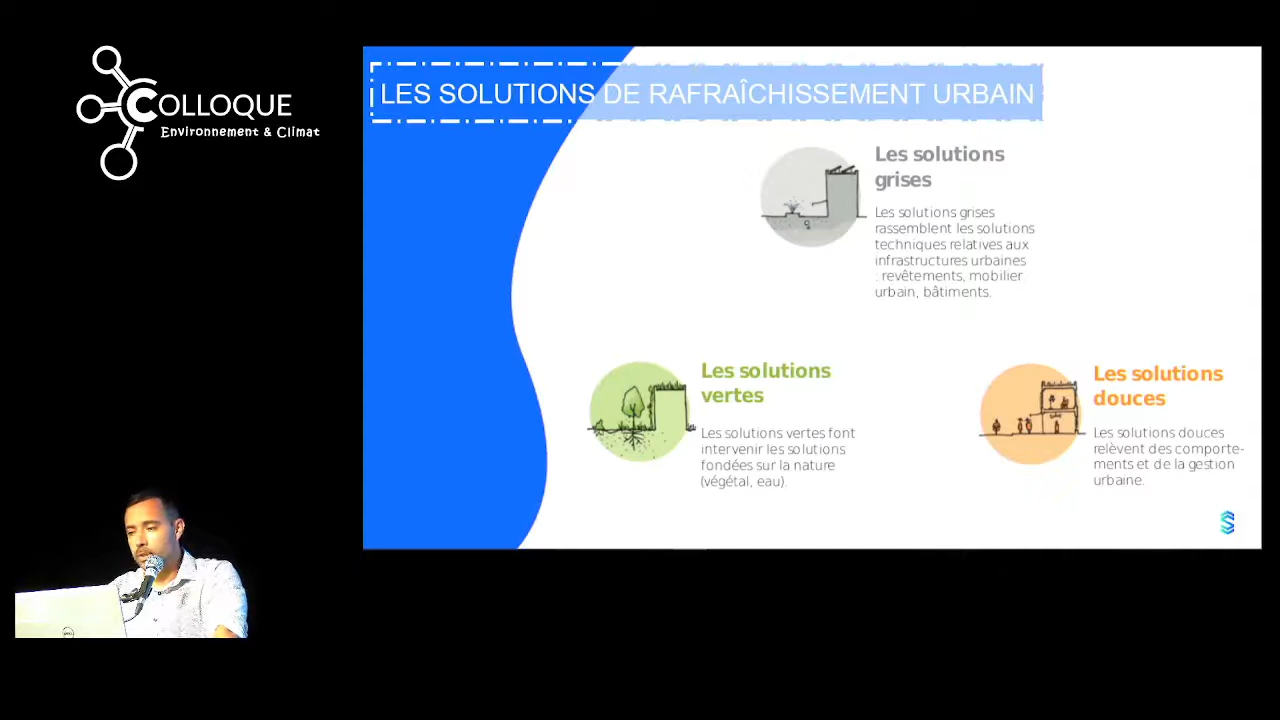 COLLOQUE
Environnement & Climat
LES SOLUTIONS DE RAFRAÎCHISSEMENT URBAIN
Les solutions
grises
Les solutions grises
rassemblent les solutions
techniques relatives aux
infrastructures urbaines
: revêtements, mobilier
urbain, bâtiments.
Les solutions
vertes
Les solutions vertes font
intervenir les solutions
fondées sur la nature
(végétal, eau).
Les solutions
douces
Les solutions douces
relèvent des comporte-
ments et de la gestion
urbaine.